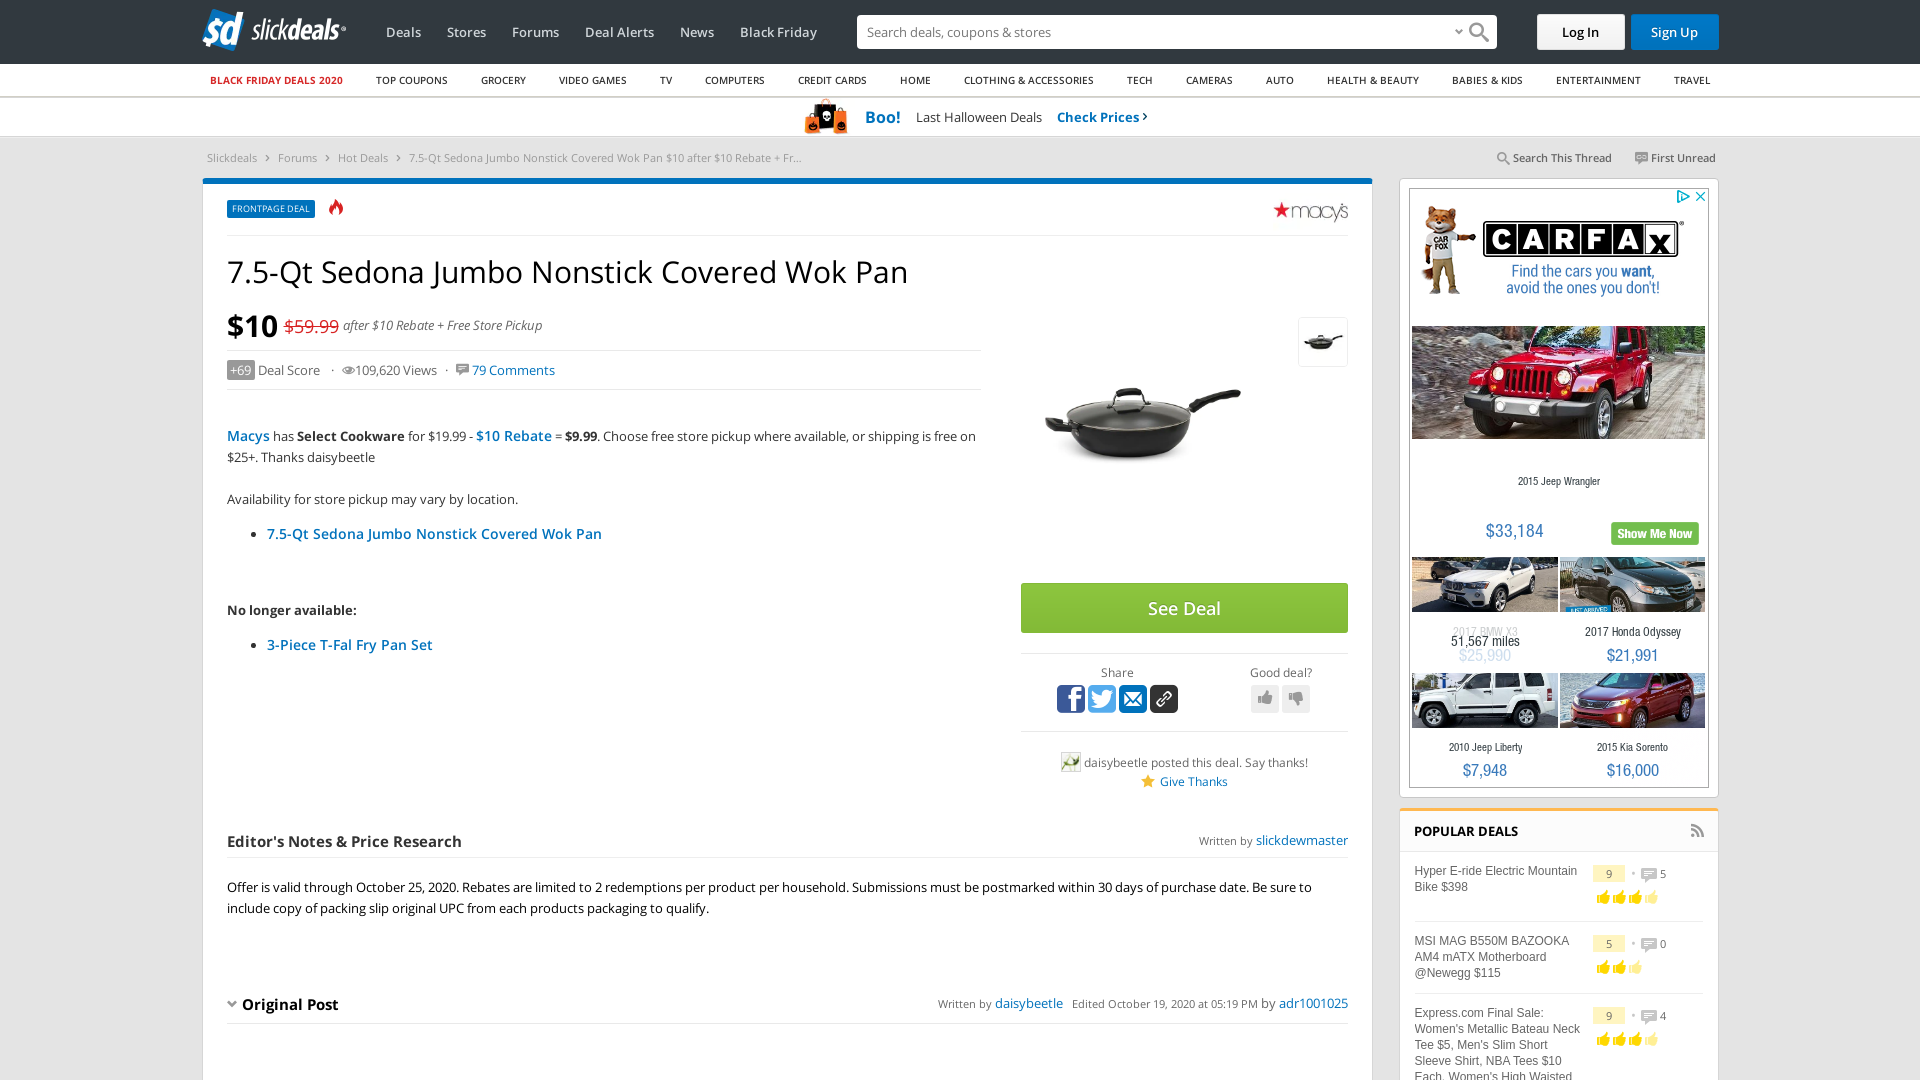 slickdeals
Deals Stores Forums Deal Alerts News Black Friday
Search deals, coupons & shopping
Log In Sign Up
BLACK FRIDAY DEALS 2020 TOP COUPONS GROCERY VIDEO GAMES TV COMPUTERS CREDIT CARDS HOME CLOTHING & ACCESSORIES TECH CAMERAS AUTO HEALTH & BEAUTY BABIES & KIDS ENTERTAINMENT TRAVEL
Boo! Last Halloween Deals Check Prices
Slickdeals > Forums > Hot Deals > 7.5-Qt Sedona Jumbo Nonstick Covered Wok Pan $10 after $10 Rebate + Fr...
Search This Thread First Unread
FRONTPAGE DEAL
macy's
7.5-Qt Sedona Jumbo Nonstick Covered Wok Pan
$10 $59.99 after $10 Rebate + Free Store Pickup
+69 Deal Score · 109,620 Views · 79 Comments
Macys has Select Cookware for $19.99 - $10 Rebate = $9.99. Choose free store pickup where available, or shipping is free on
$25+. Thanks daisybeetle
Availability for store pickup may vary by location.
• 7.5-Qt Sedona Jumbo Nonstick Covered Wok Pan
No longer available:
• 3-Piece T-Fal Fry Pan Set
See Deal
Share Good deal?
daisybeetle posted this deal. Say thanks!
Give Thanks
Editor's Notes & Price Research
Written by slickdewmaster
Offer is valid through October 25, 2020. Rebates are limited to 2 redemptions per product per household. Submissions must be postmarked within 30 days of purchase date. Be sure to
include copy of packing slip original UPC from each products packaging to qualify.
Original Post
Written by daisybeetle Edited October 19, 2020 at 05:19 PM by adr1001025
CAR FOX
CARFAX
Find the cars you want,
avoid the ones you don't!
2015 Jeep Wrangler
$33,184
Show Me Now
JUST ARRIVED
2017 BMW X3
51,567 miles
$25,990
2017 Honda Odyssey
$21,991
2010 Jeep Liberty
$7,948
2015 Kia Sorento
$16,000
POPULAR DEALS
Hyper E-ride Electric Mountain
Bike $398
9 • 5
MSI MAG B550M BAZOOKA
AM4 mATX Motherboard
@Newegg $115
5 • 0
Express.com Final Sale:
Women's Metallic Bateau Neck
Tee $5, Men's Slim Short
Sleeve Shirt, NBA Tees $10
Each, Women's High Waisted
9 • 4